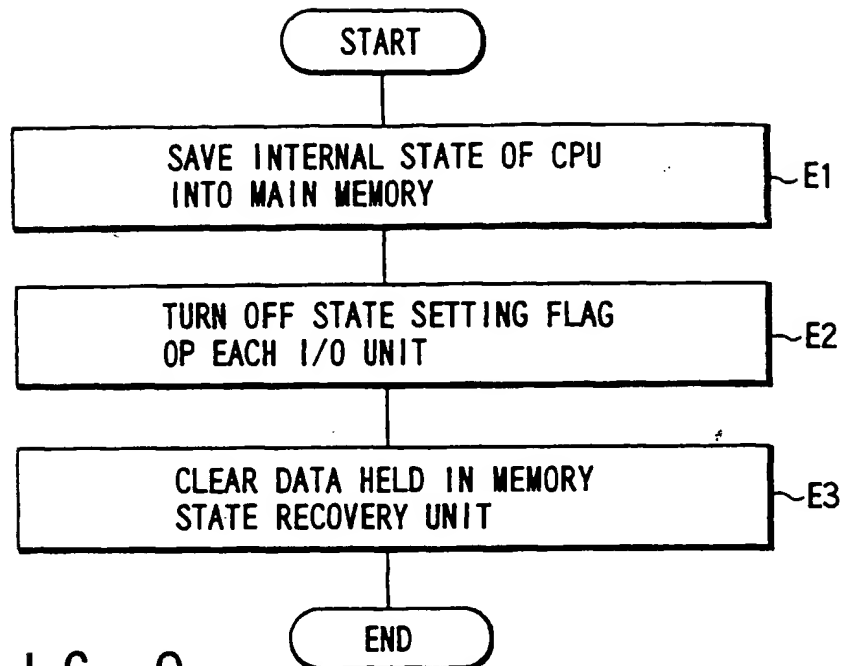 START
SAVE INTERNAL STATE OF CPU
INTO MAIN MEMORY
E1
TURN OFF STATE SETTING FLAG
OP EACH I/O UNIT
E2
CLEAR DATA HELD IN MEMORY
STATE RECOVERY UNIT
E3
END